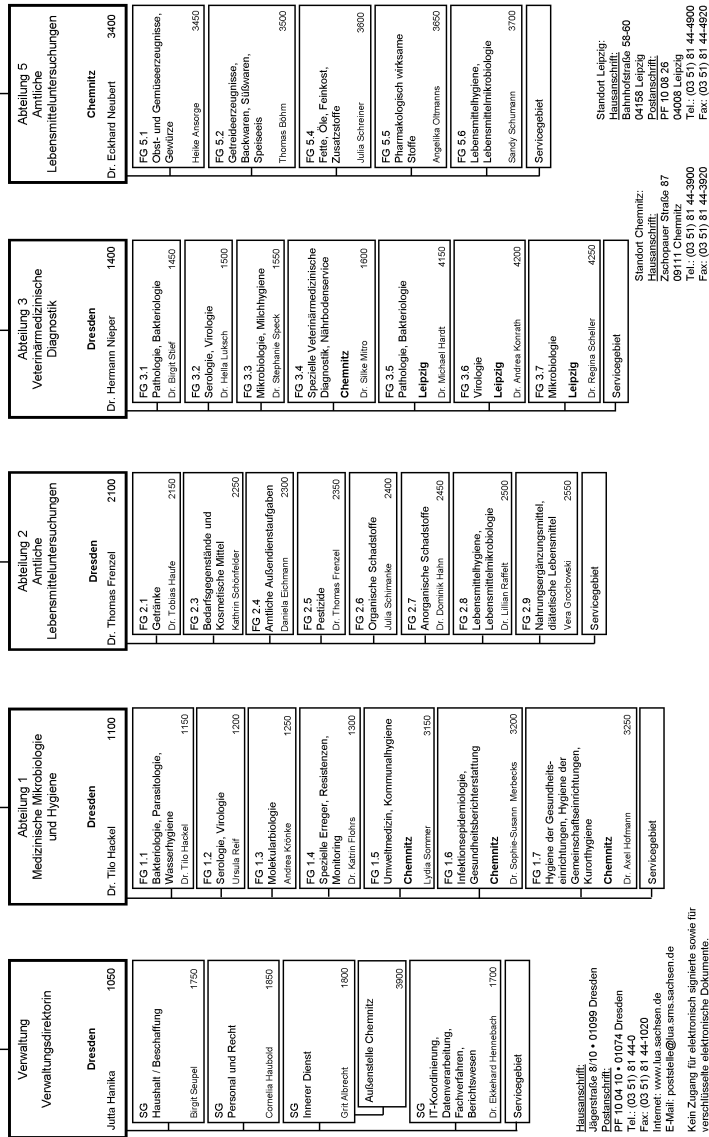 Verwaltung
Verwaltungsdirektorin
Dresden
Jutta Hanika 1050
SG
Haushalt / Beschaffung
Birgit Seupel 1750
SG
Personal und Recht
Cornelia Haubold 1850
SG
Innerer Dienst
Grit Albrecht 1800
Außenstelle Chemnitz
3900
SG
IT-Koordinierung,
Datenverarbeitung,
Fachverfahren,
Berichtswesen
Dr. Ekkehard Hennebach 1700
Servicegebiet
Abteilung 1
Medizinische Mikrobiologie
und Hygiene
Dresden
Dr. Tilo Hackel 1100
FG 1.1
Bakteriologie, Parasitologie,
Wasserhygiene
Dr. Tilo Hackel 1150
FG 1.2
Serologie, Virologie
Ursula Reif 1200
FG 1.3
Molekularbiologie
Andrea Krönke 1250
FG 1.4
Spezielle Erreger, Resistenzen,
Monitoring
Dr. Katrin Flohrs 1300
FG 1.5
Umweltmedizin, Kommunalhygiene
Chemnitz
Lydia Sommer 3150
FG 1.6
Infektionsepidemiologie,
Gesundheitsberichterstattung
Chemnitz
Dr. Sophie-Susann Merbecks 3200
FG 1.7
Hygiene der Gesundheits-
einrichtungen, Hygiene der
Gemeinschaftseinrichtungen,
Kurorthygiene
Chemnitz
Dr. Axel Hofmann 3250
Servicegebiet
Abteilung 2
Amtliche
Lebensmitteluntersuchungen
Dresden
Dr. Thomas Frenzel 2100
FG 2.1
Getränke
Dr. Tobias Haufe 2150
FG 2.3
Bedarfsgegenstände und
Kosmetische Mittel
Kathrin Schönfelder 2250
FG 2.4
Amtliche Außendienstaufgaben
Daniela Eichmann 2300
FG 2.5
Pestizide
Dr. Thomas Frenzel 2350
FG 2.6
Organische Schadstoffe
Julia Schimanke 2400
FG 2.7
Anorganische Schadstoffe
Dr. Dominik Hahn 2450
FG 2.8
Lebensmittelhygiene,
Lebensmittelmikrobiologie
Dr. Lillian Raffelt 2500
FG 2.9
Nahrungsergänzungsmittel,
diätetische Lebensmittel
Vera Grochowski 2550
Servicegebiet
Abteilung 3
Veterinärmedizinische
Diagnostik
Dresden
Dr. Hermann Nieper 1400
FG 3.1
Pathologie, Bakteriologie
Dr. Birgit Stief 1450
FG 3.2
Serologie, Virologie
Dr. Hella Luksch 1500
FG 3.3
Mikrobiologie, Milchhygiene
Dr. Stephanie Speck 1550
FG 3.4
Spezielle Veterinärmedizinische
Diagnostik, Nährbodenservice
Chemnitz
Dr. Silke Mitro 1600
FG 3.5
Pathologie, Bakteriologie
Leipzig
Dr. Michael Hardt 4150
FG 3.6
Virologie
Leipzig
Dr. Andrea Konrath 4200
FG 3.7
Mikrobiologie
Leipzig
Dr. Regina Scheller 4250
Servicegebiet
Abteilung 5
Amtliche
Lebensmitteluntersuchungen
Chemnitz
Dr. Eckhard Neubert 3400
FG 5.1
Obst- und Gemüseerzeugnisse,
Gewürze
Heike Ansorge 3450
FG 5.2
Getreideerzeugnisse,
Backwaren, Süßwaren,
Speiseeis
Thomas Böhm 3500
FG 5.4
Fette, Öle, Feinkost,
Zusatzstoffe
Julia Schreiner 3600
FG 5.5
Pharmakologisch wirksame
Stoffe
Angelika Oltmanns 3650
FG 5.6
Lebensmittelhygiene,
Lebensmittelmikrobiologie
Sandy Schumann 3700
Servicegebiet
Hausanschrift:
Jägerstraße 8/10 • 01099 Dresden
Postanschrift:
PF 10 04 10 • 01074 Dresden
Tel.: (03 51) 81 44-0
Fax: (03 51) 81 44-1020
Internet: www.lua.sachsen.de
E-Mail: poststelle@lua.sms.sachsen.de
Kein Zugang für elektronisch signierte sowie für
verschlüsselte elektronische Dokumente.
Standort Chemnitz:
Hausanschrift:
Zschopauer Straße 87
09111 Chemnitz
Tel.: (03 51) 81 44-3900
Fax: (03 51) 81 44-3920
Standort Leipzig:
Hausanschrift:
Bahnhofstraße 58-60
04158 Leipzig
Postanschrift:
PF 10 08 26
04008 Leipzig
Tel.: (03 51) 81 44-4900
Fax: (03 51) 81 44-4920